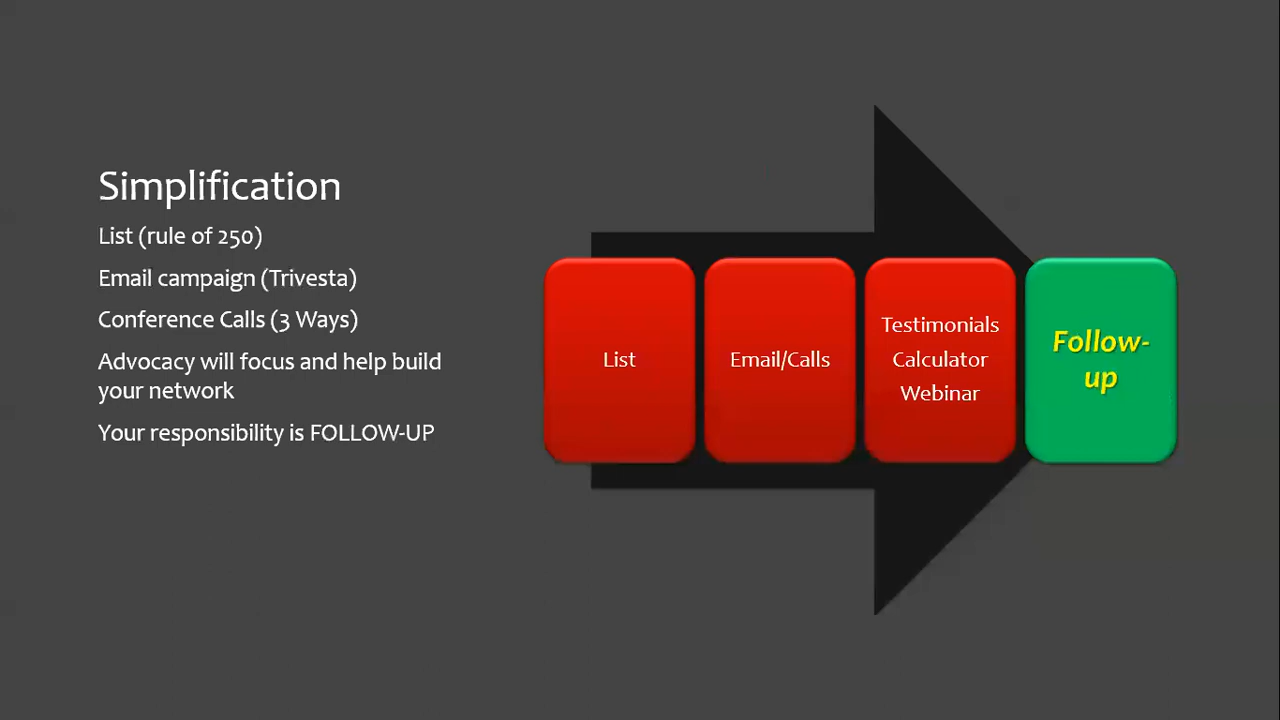 Simplification
List (rule of 250)
Email campaign (Trivesta)
Conference Calls (3 Ways)
Advocacy will focus and help build
your network
Your responsibility is FOLLOW-UP
List
Email/Calls
Testimonials
Calculator
Webinar
Follow-
up